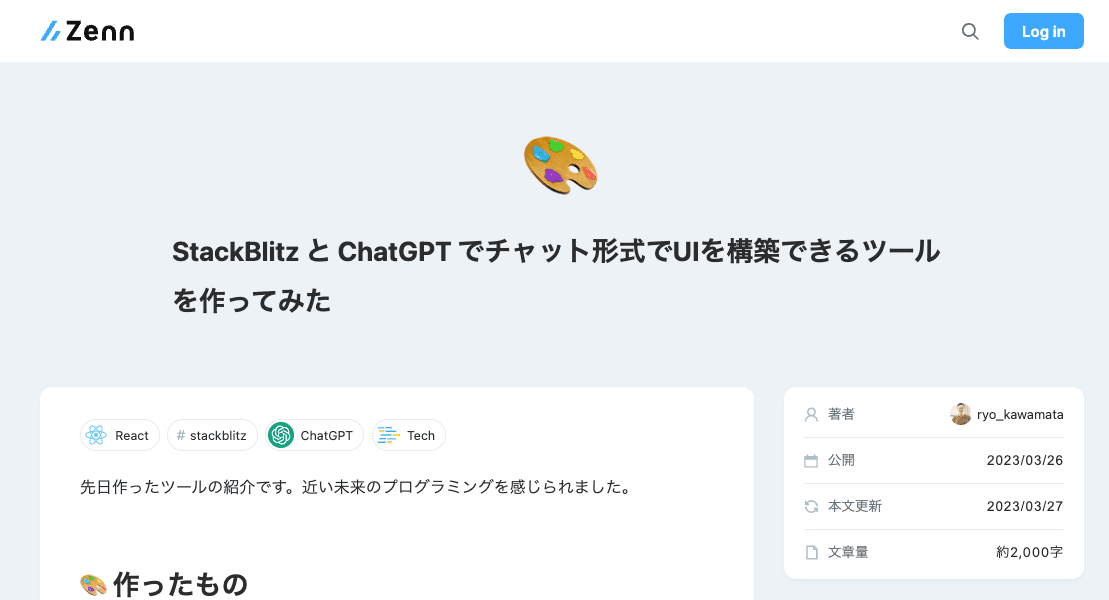 Zenn
Log in
StackBlitz と ChatGPT でチャット形式でUIを構築できるツール
を作ってみた
React
# stackblitz
ChatGPT
Tech
先日作ったツールの紹介です。近い未来のプログラミングを感じられました。
作ったもの
著者 ryo_kawamata
公開 2023/03/26
本文更新 2023/03/27
文章量 約2,000字